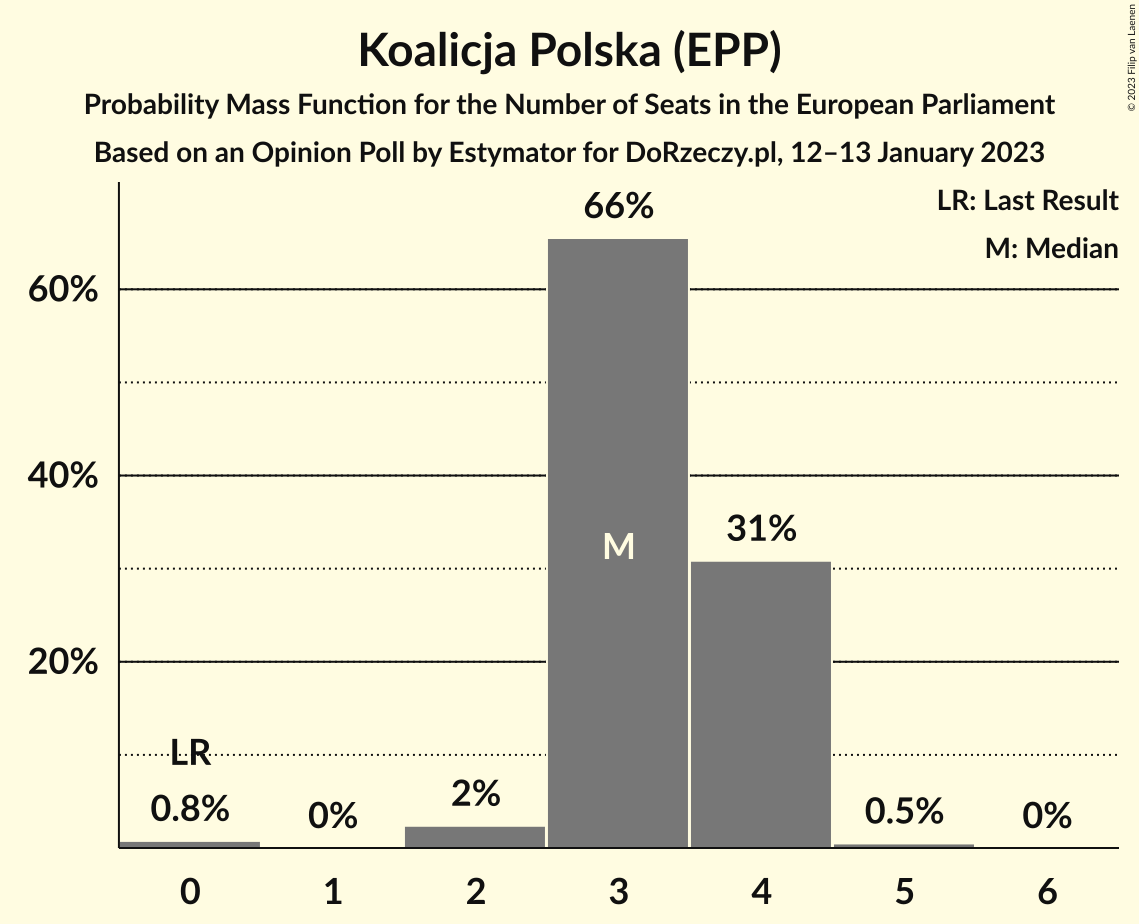 Koalicja Polska (EPP)
Probability Mass Function for the Number of Seats in the European Parliament
Based on an Opinion Poll by Estymator for DoRzeczy.pl, 12–13 January 2023
© 2023 Filip van Laenen
LR: Last Result
M: Median
66%
60%
40%
31%
M
20%
LR
0.8%
0%
2%
0.5%
0%
0 1 2 3 4 5 6